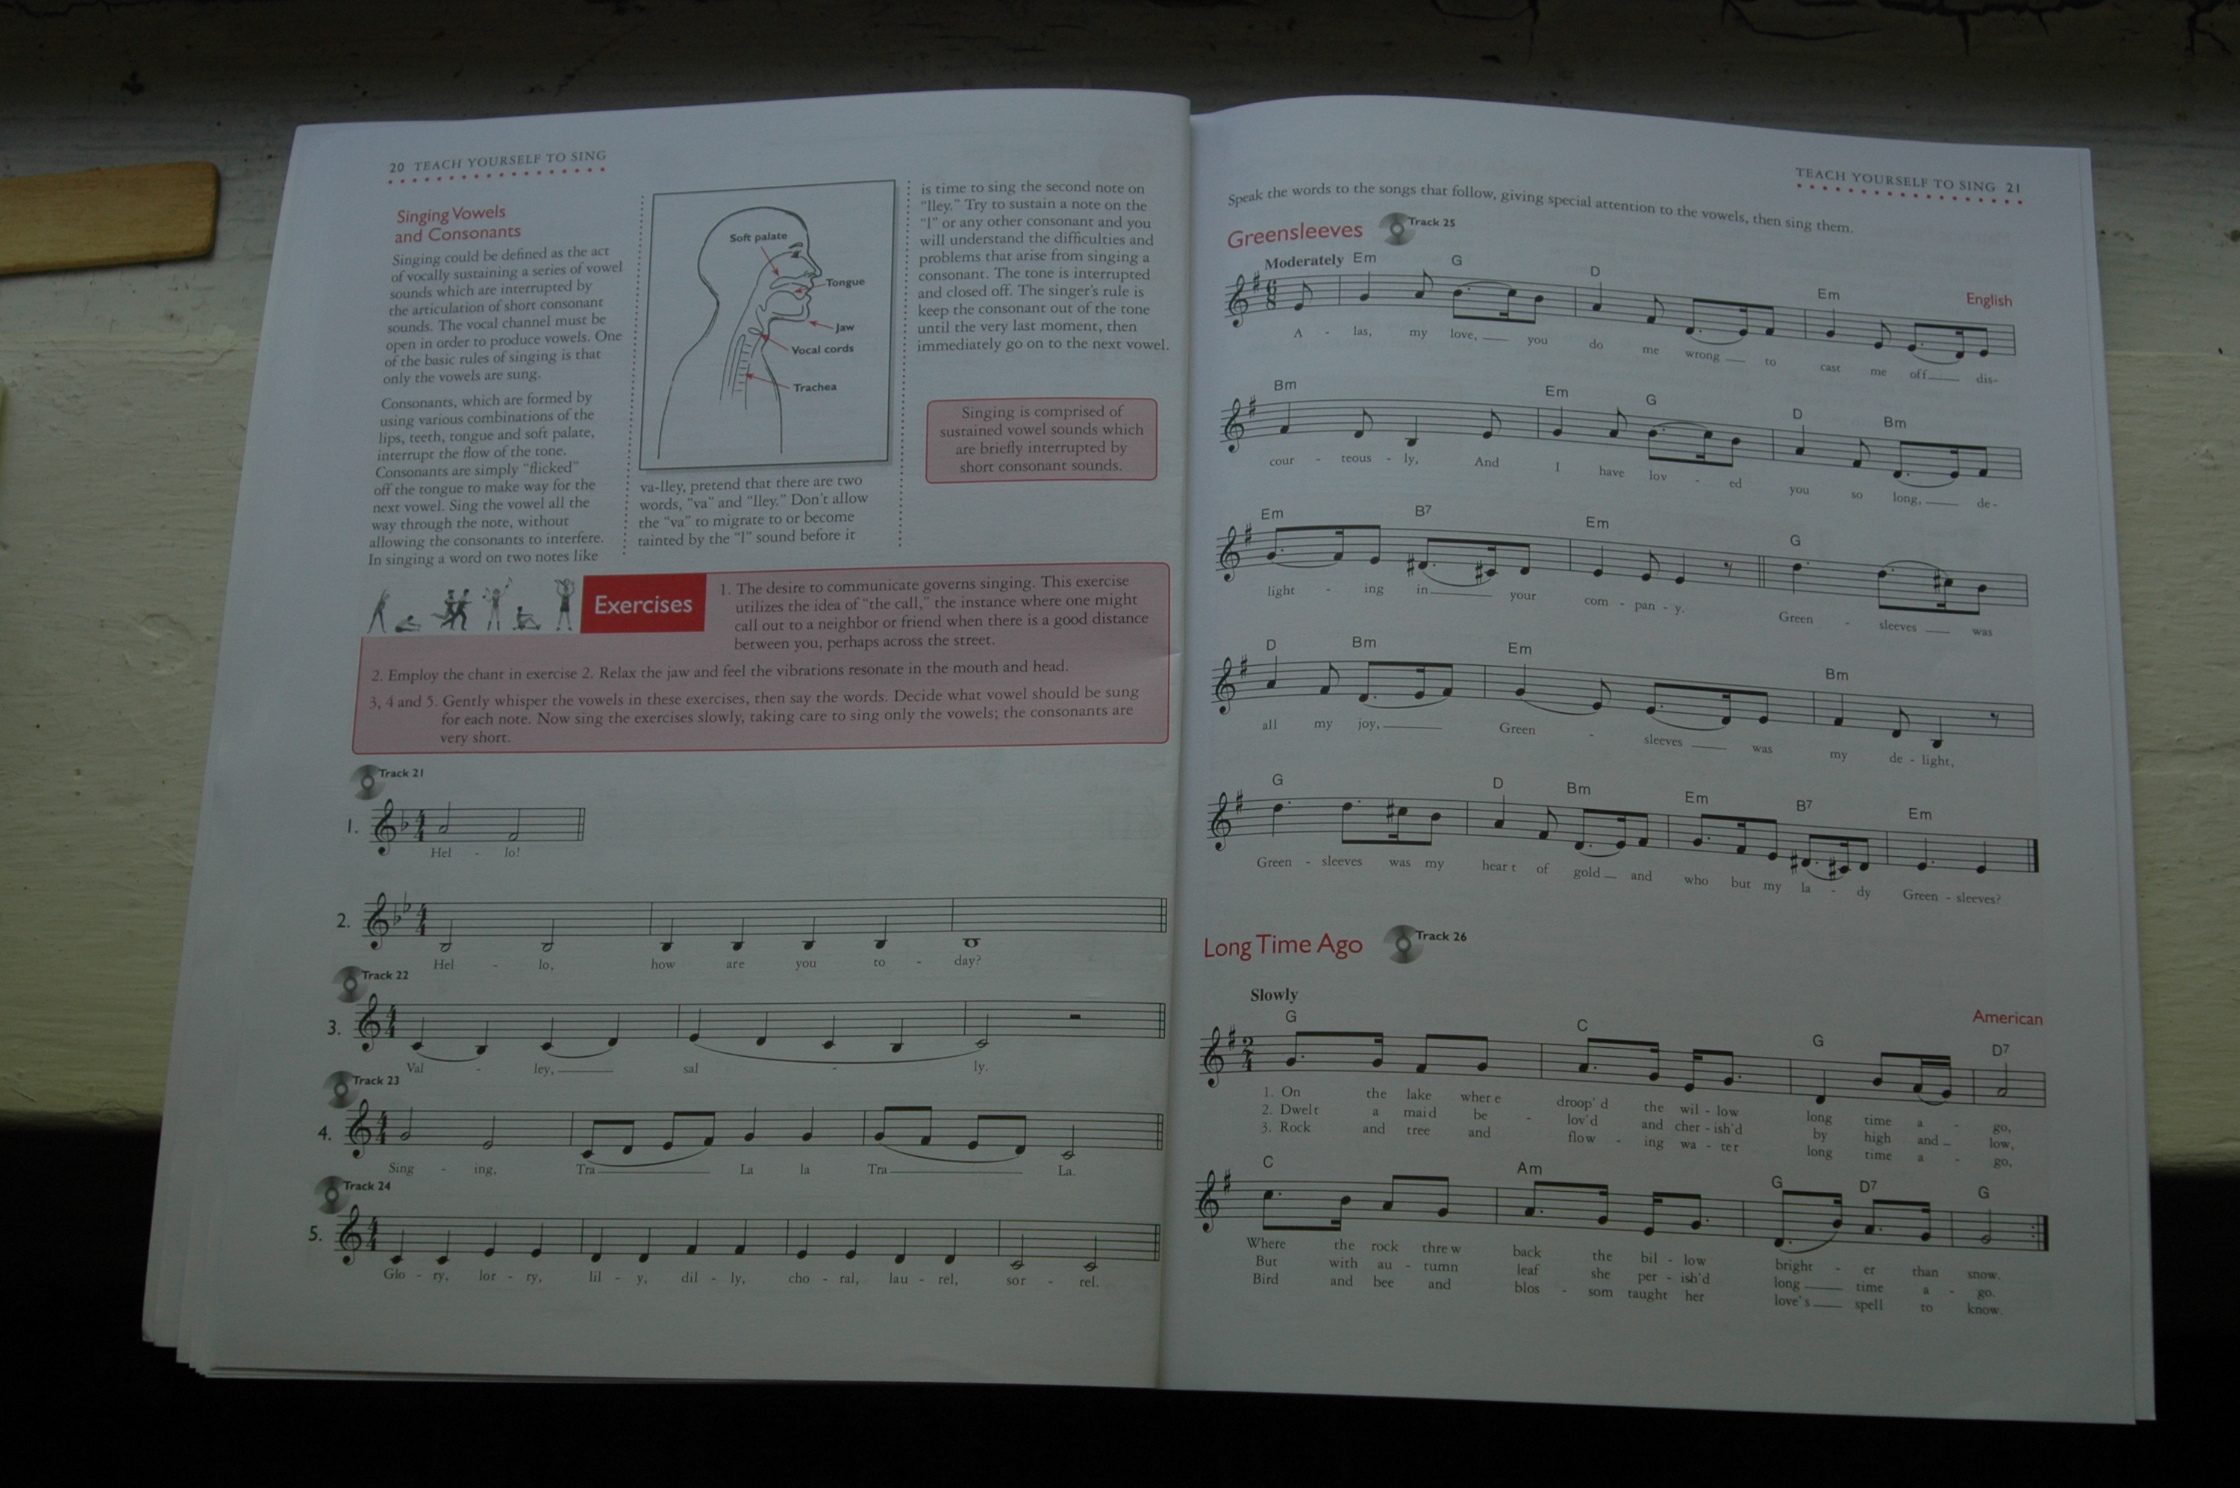 20 TEACH YOURSELF TO SING
Singing Vowels
and Consonants
Singing could be defined as the act
of vocally sustaining a series of vowel
sounds which are interrupted by
the articulation of short consonant
sounds. The vocal channel must be
open in order to produce vowels. One
of the basic rules of singing is that
only the vowels are sung.
Consonants, which are formed by
using various combinations of the
lips, teeth, tongue and soft palate,
interrupt the flow of the tone.
Consonants are simply “flicked”
off the tongue to make way for the
next vowel. Sing the vowel all the
way through the note, without
allowing the consonants to interfere.
In singing a word on two notes like
Soft palate
Tongue
Jaw
Vocal cords
Trachea
va-lley, pretend that there are two
words, “va” and “lley.” Don't allow
the “va” to migrate to or become
tainted by the “l” sound before it
is time to sing the second note on
“lley.” Try to sustain a note on the
“l” or any other consonant and you
will understand the difficulties and
problems that arise from singing a
consonant. The tone is interrupted
and closed off. The singer's rule is
keep the consonant out of the tone
until the very last moment, then
immediately go on to the next vowel.
Singing is comprised of
sustained vowel sounds which
are briefly interrupted by
short consonant sounds.
Exercises
1. The desire to communicate governs singing. This exercise
utilizes the idea of “the call,” the instance where one might
call out to a neighbor or friend when there is a good distance
between you, perhaps across the street.
2. Employ the chant in exercise 2. Relax the jaw and feel the vibrations resonate in the mouth and head.
3, 4 and 5. Gently whisper the vowels in these exercises, then say the words. Decide what vowel should be sung
for each note. Now sing the exercises slowly, taking care to sing only the vowels; the consonants are
very short.
Track 21
1. 4 4
Hel - lo!
2. 4 4
Hel - lo, how are you to - day?
Track 22
3. 4 4
Val - ley, sal - ly.
Track 23
4. 4 4
Sing - ing, Tra La la Tra La.
Track 24
5. 4 4
Glo - ry, lor - ry, lil - y, dil - ly, cho - ral, lau - rel, sor - rel.
TEACH YOURSELF TO SING 21
Speak the words to the songs that follow, giving special attention to the vowels, then sing them.
Greensleeves Track 25
English
Moderately Em G D Em
6 8
A - las, my love, you do me wrong to cast me off dis-
Bm Em G D Bm
cour - teous - ly, And I have lov - ed you so long, de-
Em B7 Em G
light - ing in your com - pan - y. Green - sleeves was
D Bm Em Bm
all my joy, Green - sleeves was my de - light,
G D Bm Em B7 Em
Green - sleeves was my heart of gold and who but my la - dy Green - sleeves?
Long Time Ago Track 26
Slowly
American
G C G D7
2 4
1. On the lake where droop'd the wil - low long time a - go,
2. Dwelt a maid be - lov'd and cher - ish'd by high and low,
3. Rock and tree and flow - ing wa - ter long time a - go,
C Am G D7 G
Where the rock threw back the bil - low bright - er than snow.
But with au - tumn leaf she per - ish'd long time a - go.
Bird and bee and blos - som taught her love's spell to know.